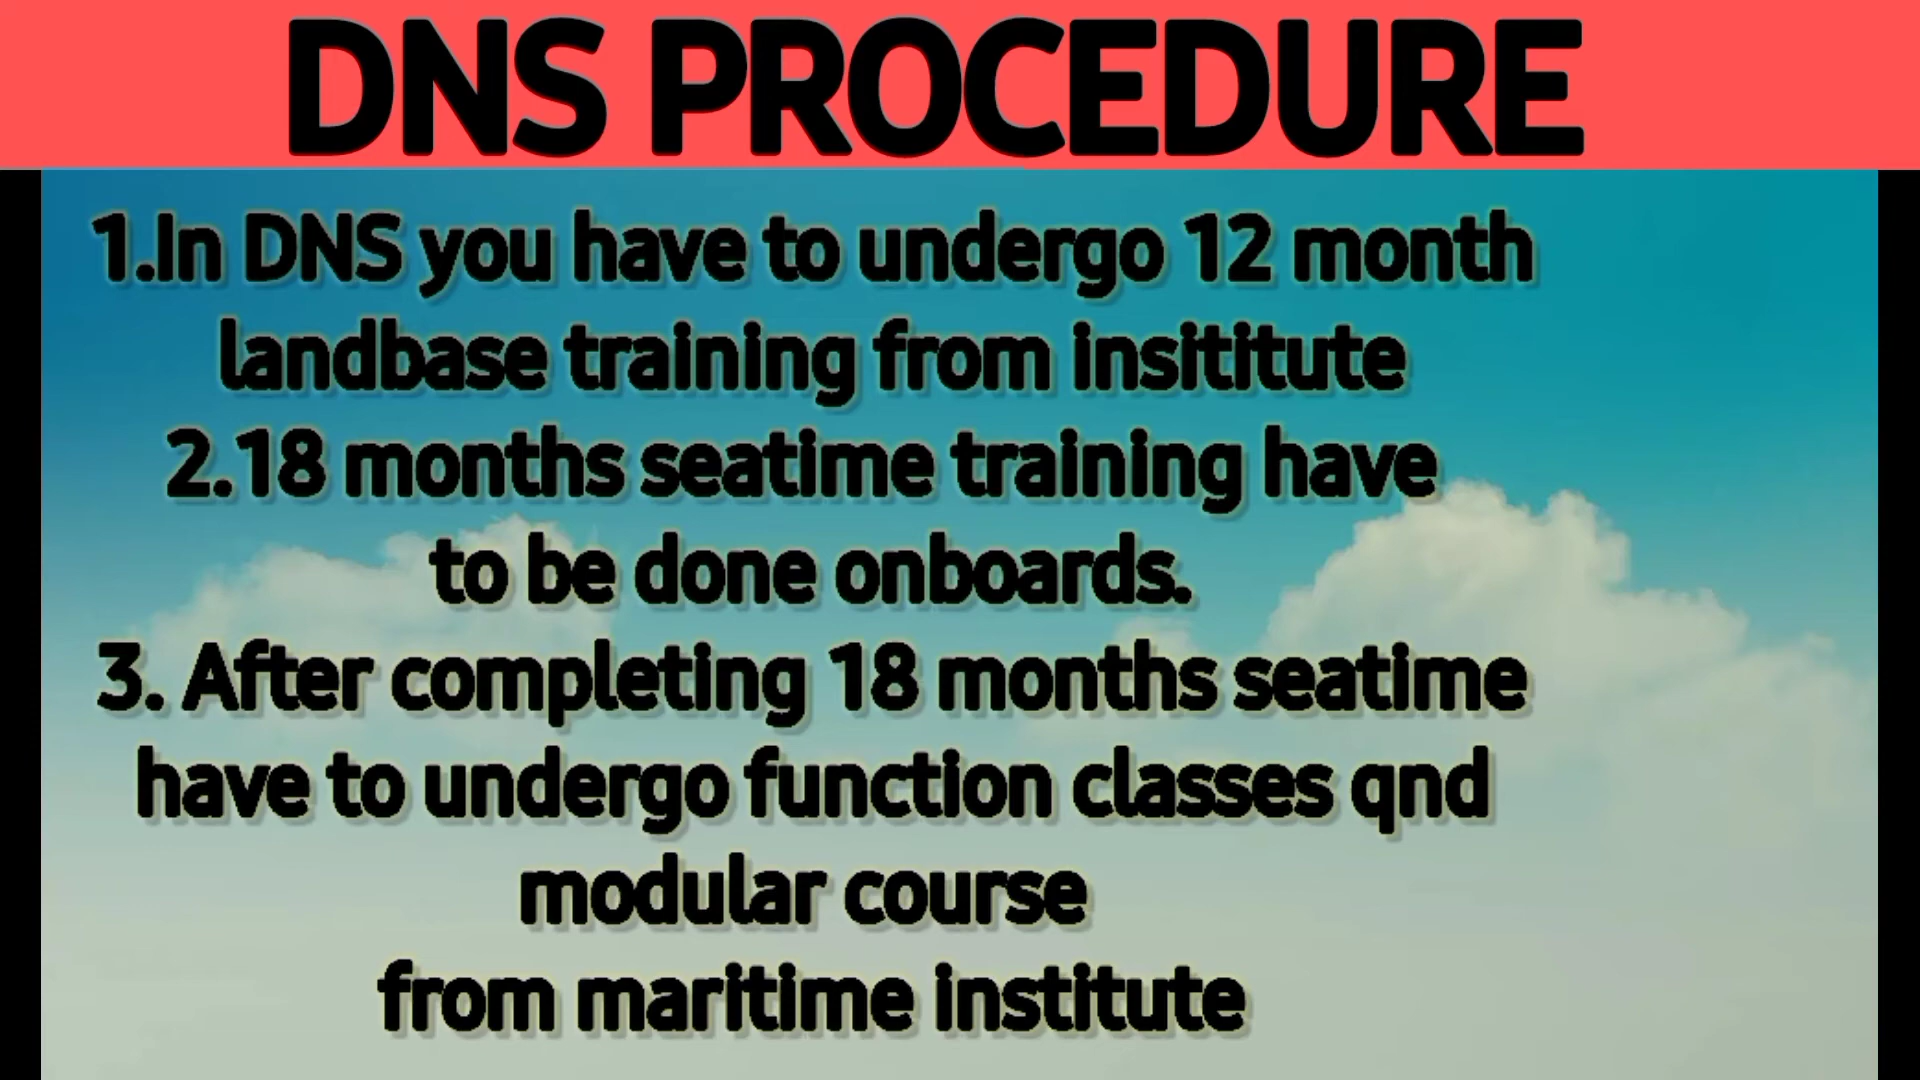 DNS PROCEDURE
1.In DNS you have to undergo 12 month
landbase training from insititute
2.18 months seatime training have
to be done onboards.
3. After completing 18 months seatime
have to undergo function classes qnd
modular course
from maritime institute